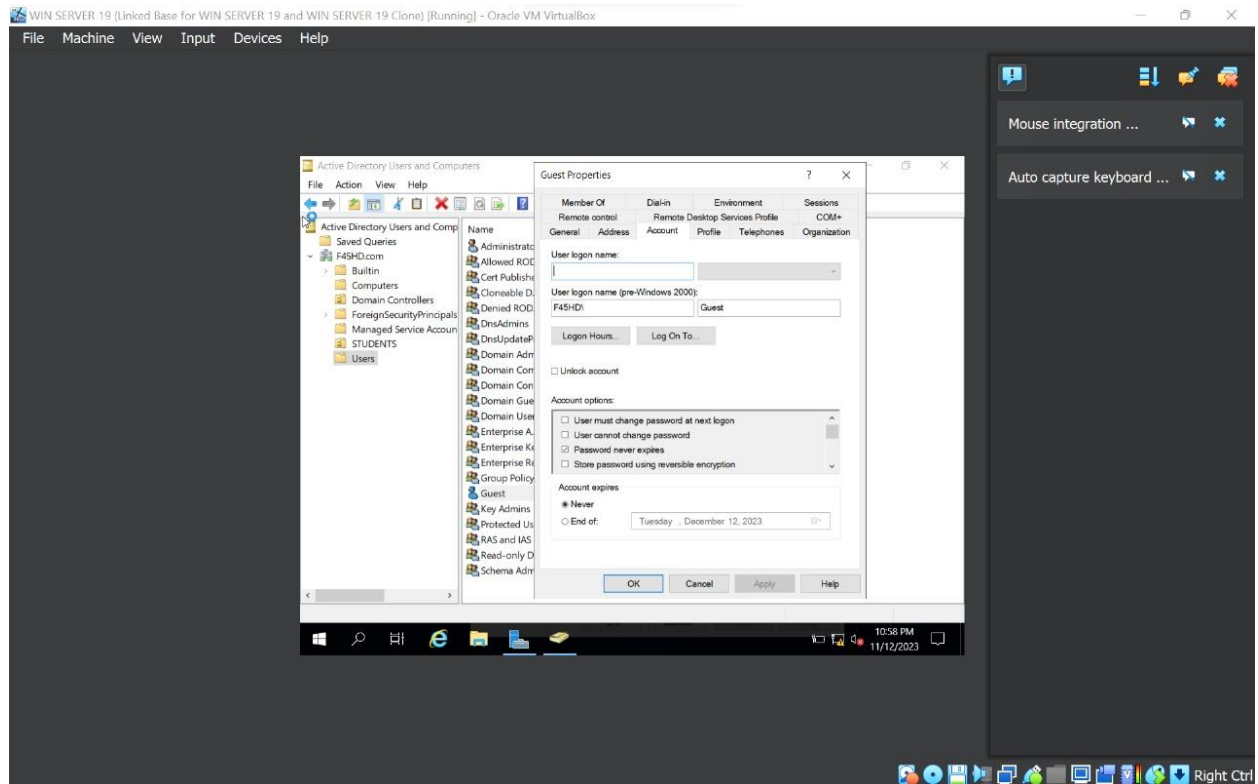 WIN SERVER 19 (Linked Base for WIN SERVER 19 and WIN SERVER 19 Clone) [Running] - Oracle VM VirtualBox
File Machine View Input Devices Help
Mouse integration ...
Auto capture keyboard ...
Active Directory Users and Computers
File Action View Help
Active Directory Users and Comp
Saved Queries
F45HD.com
Builtin
Computers
Domain Controllers
ForeignSecurityPrincipals
Managed Service Accoun
STUDENTS
Users
Name
Administrato
Allowed ROD
Cert Publishe
Cloneable D.
Denied ROD
DnsAdmins
DnsUpdateP
Domain Adm
Domain Com
Domain Con
Domain Gue
Domain User
Enterprise A.
Enterprise Ke
Enterprise Re
Group Policy
Guest
Key Admins
Protected Us
RAS and IAS
Read-only D
Schema Adm
Guest Properties ?
Member Of Dial-in Environment Sessions
Remote control Remote Desktop Services Profile COM+
General Address Account Profile Telephones Organization
User logon name:
User logon name (pre-Windows 2000):
F45HD\ Guest
Logon Hours... Log On To...
Unlock account
Account options:
User must change password at next logon
User cannot change password
Password never expires
Store password using reversible encryption
Account expires
Never
End of: Tuesday , December 12, 2023
OK Cancel Apply Help
10:58 PM
11/12/2023
Right Ctrl